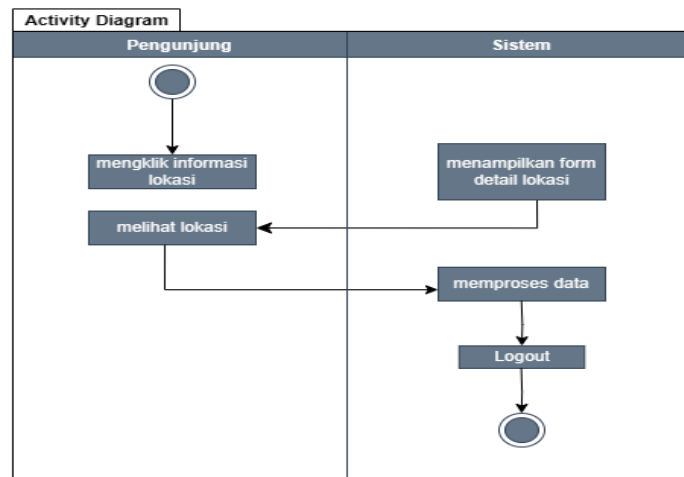 Activity Diagram
Pengunjung
Sistem
mengklik informasi
lokasi
menampilkan form
detail lokasi
melihat lokasi
memproses data
Logout